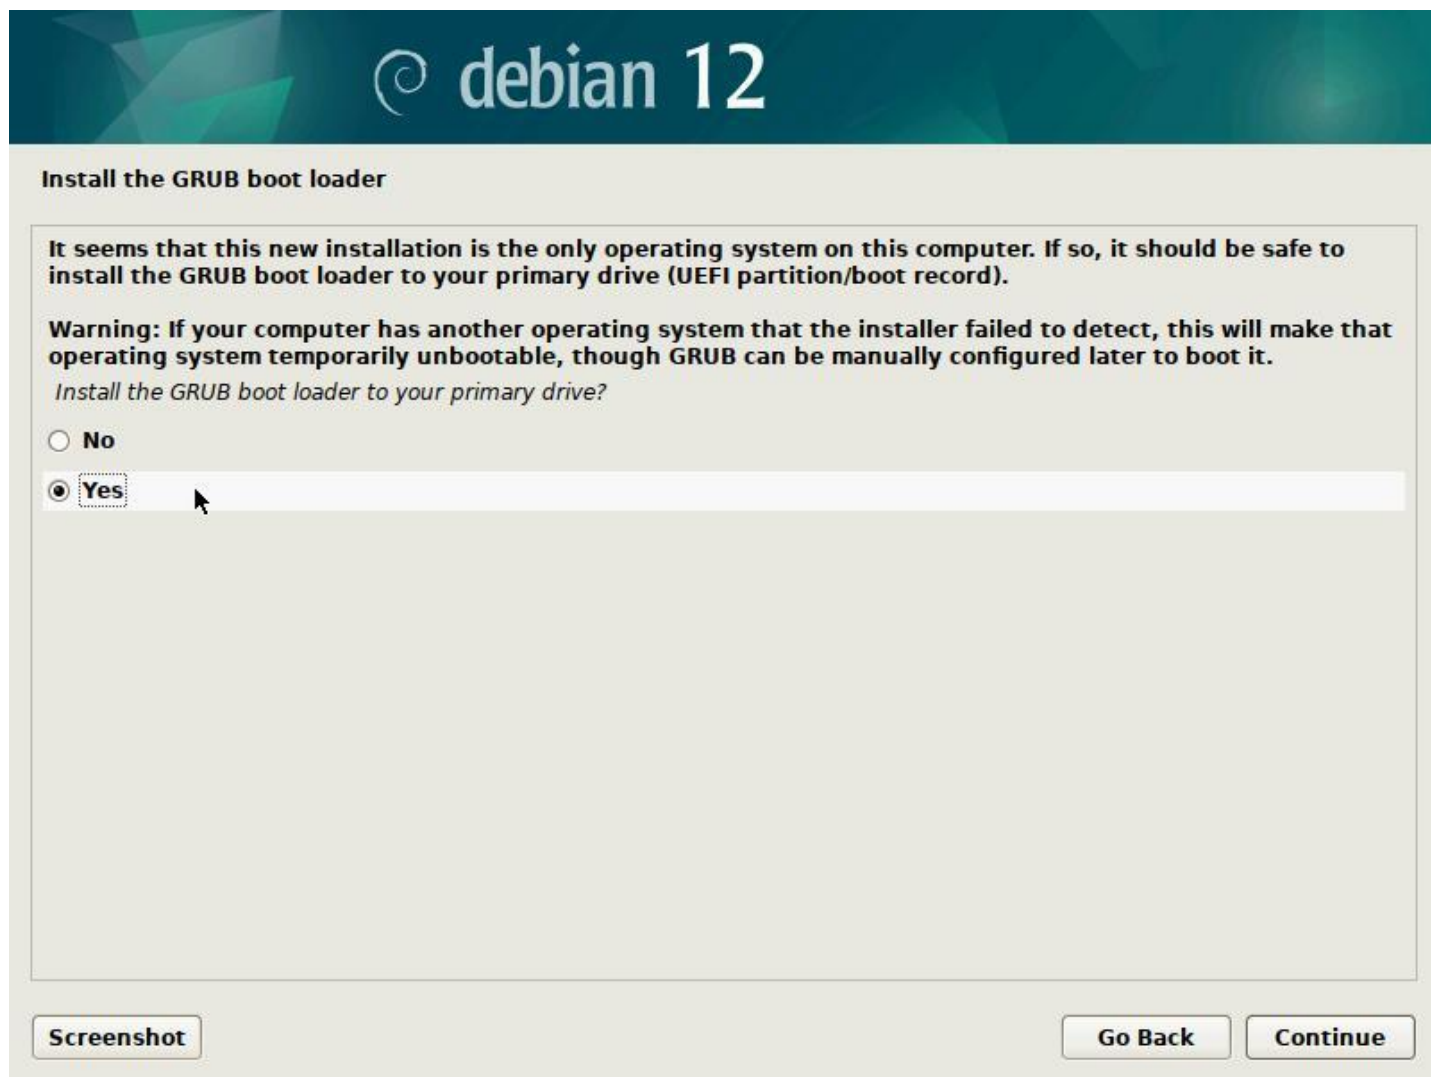 debian 12
Install the GRUB boot loader
It seems that this new installation is the only operating system on this computer. If so, it should be safe to
install the GRUB boot loader to your primary drive (UEFI partition/boot record).
Warning: If your computer has another operating system that the installer failed to detect, this will make that
operating system temporarily unbootable, though GRUB can be manually configured later to boot it.
Install the GRUB boot loader to your primary drive?
No
Yes
Screenshot
Go Back
Continue